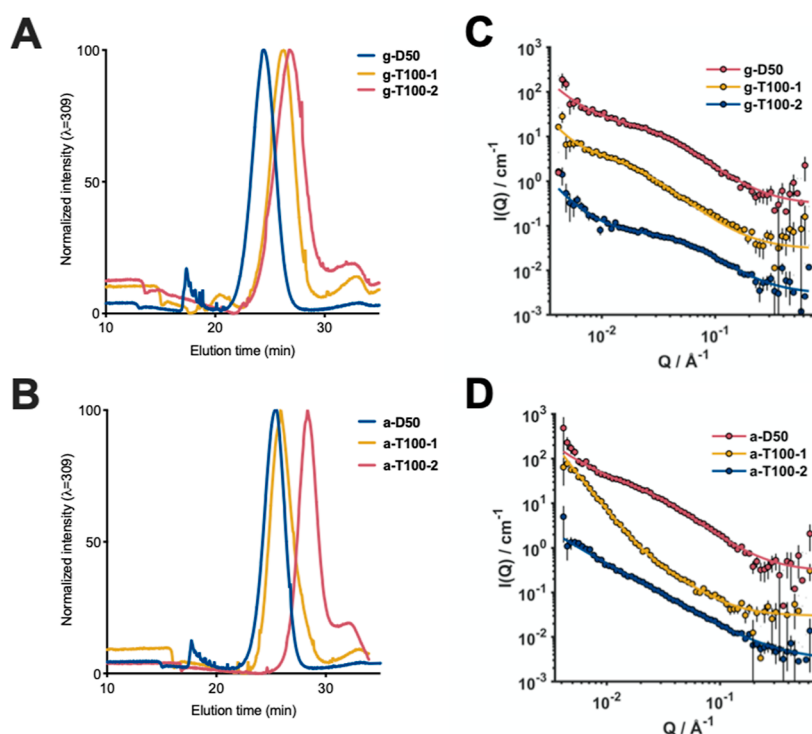 A
100
50
0
10
20
30
Normalized intensity (λ=309)
Elution time (min)
g-D50
g-T100-1
g-T100-2
C
10³
10²
10¹
10⁰
10⁻¹
10⁻²
10⁻³
10⁻²
10⁻¹
I(Q) / cm⁻¹
Q / Å⁻¹
g-D50
g-T100-1
g-T100-2
B
100
50
0
10
20
30
Normalized intensity (λ=309)
Elution time (min)
a-D50
a-T100-1
a-T100-2
D
10³
10²
10¹
10⁰
10⁻¹
10⁻²
10⁻³
10⁻²
10⁻¹
I(Q) / cm⁻¹
Q / Å⁻¹
a-D50
a-T100-1
a-T100-2